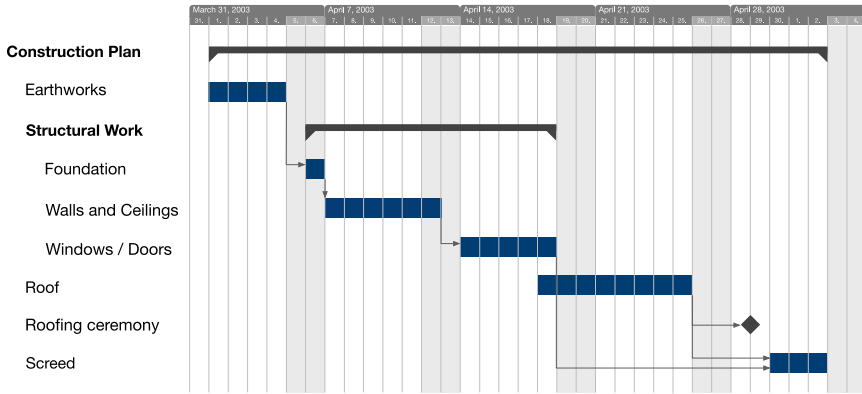 March 31, 2003 April 7, 2003 April 14, 2003 April 21, 2003 April 28, 2003
31. 1. 2. 3. 4. 5. 6. 7. 8. 9. 10. 11. 12. 13. 14. 15. 16. 17. 18. 19. 20. 21. 22. 23. 24. 25. 26. 27. 28. 29. 30. 1. 2. 3. 4.
Construction Plan
Earthworks
Structural Work
Foundation
Walls and Ceilings
Windows / Doors
Roof
Roofing ceremony
Screed